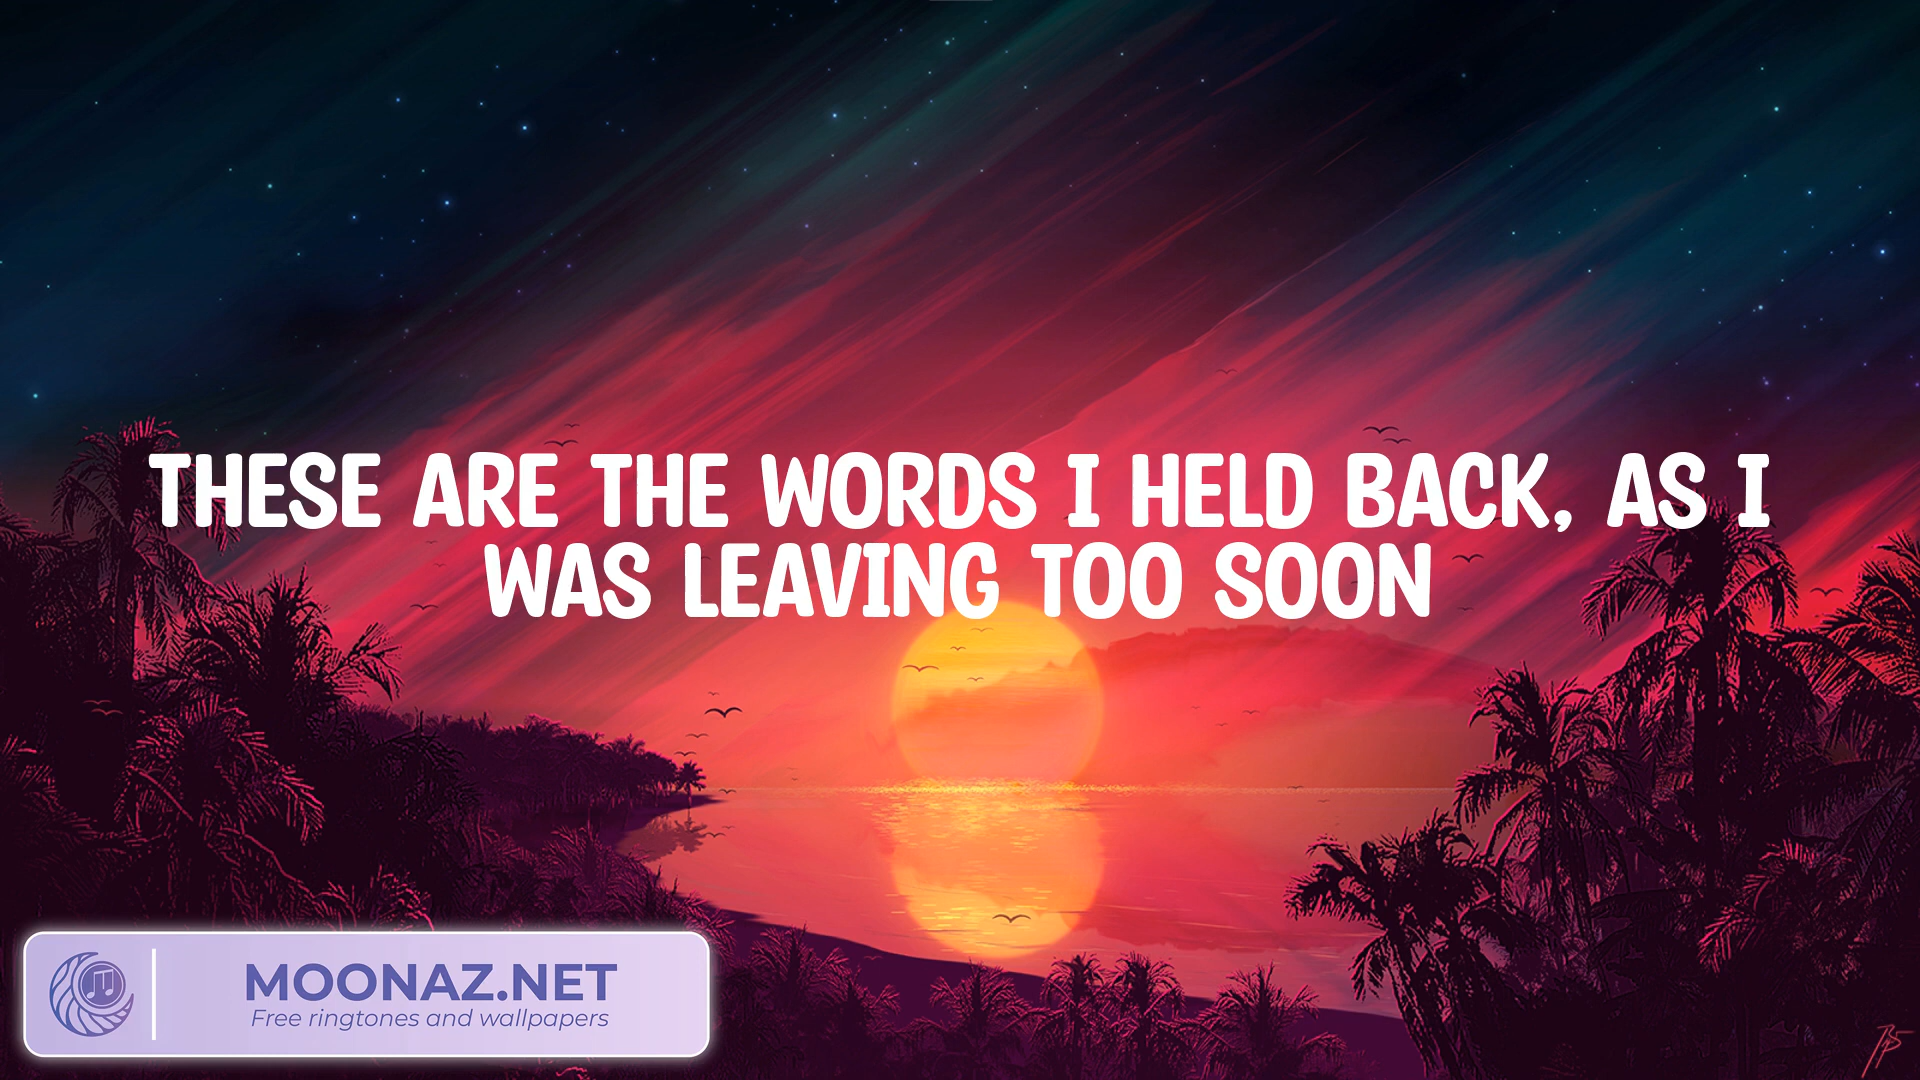 THESE ARE THE WORDS I HELD BACK, AS I
WAS LEAVING TOO SOON
MOONAZ.NET
Free ringtones and wallpapers